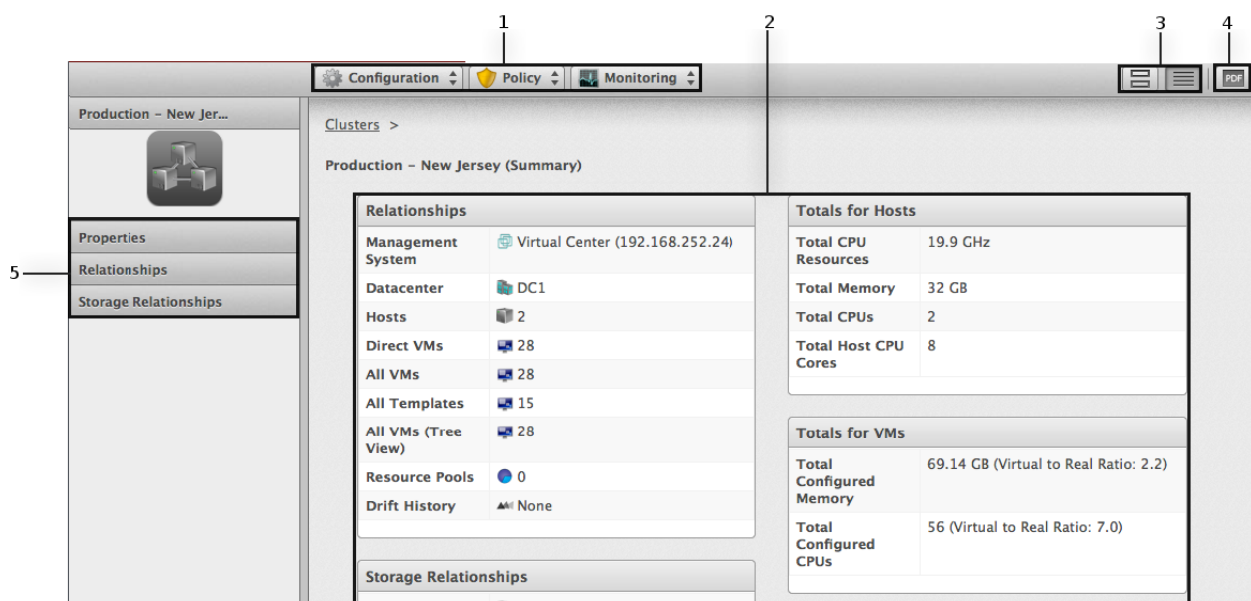 1
2
3
4
Configuration
Policy
Monitoring
PDF
Production – New Jer...
Clusters >
Production – New Jersey (Summary)
5
Properties
Relationships
Storage Relationships
Relationships
Management System
Virtual Center (192.168.252.24)
Datacenter
DC1
Hosts
2
Direct VMs
28
All VMs
28
All Templates
15
All VMs (Tree View)
28
Resource Pools
0
Drift History
None
Storage Relationships
Totals for Hosts
Total CPU Resources
19.9 GHz
Total Memory
32 GB
Total CPUs
2
Total Host CPU Cores
8
Totals for VMs
Total Configured Memory
69.14 GB (Virtual to Real Ratio: 2.2)
Total Configured CPUs
56 (Virtual to Real Ratio: 7.0)